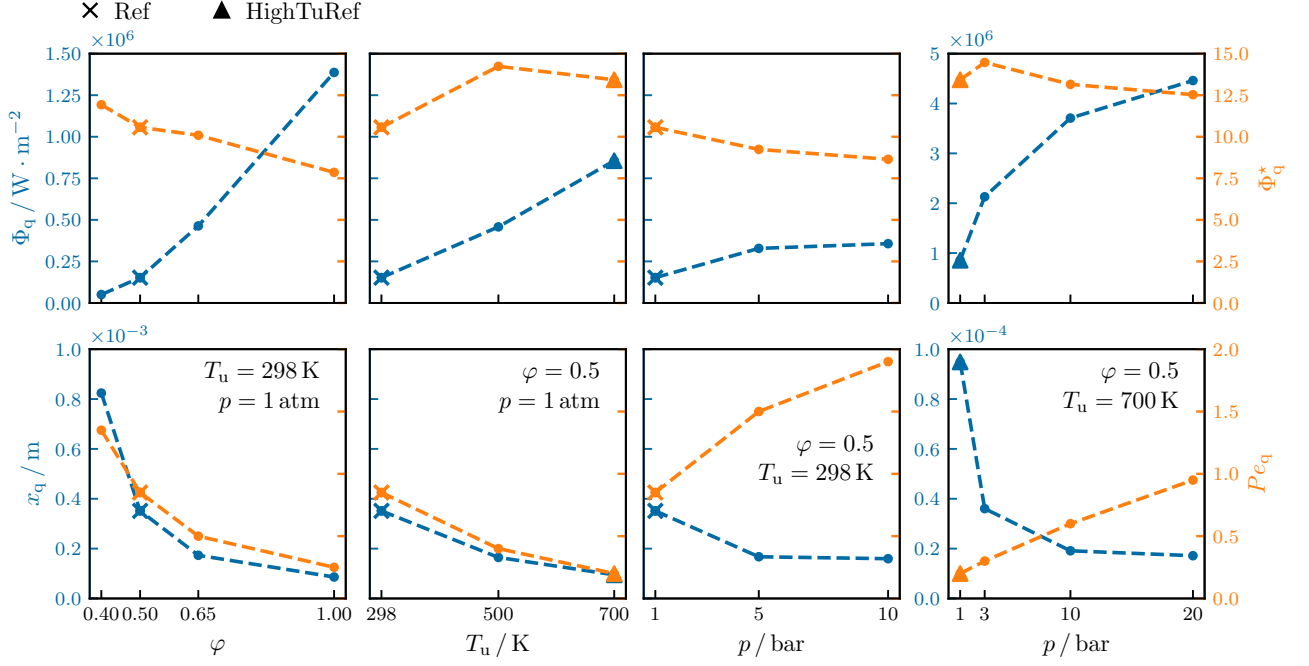 Ref HighTuRef
×10⁶ ×10⁶
1.50 5 15.0
1.25 12.5
4
1.00 10.0
3
0.75 7.5
2
0.50 5.0
0.25 1 2.5
0.00 0 0.0
Φq / W · m⁻²
Φ⋆q
×10⁻³ ×10⁻⁴
1.0 1.0 2.0
0.8 0.8
1.5
0.6 0.6
1.0
0.4 0.4
0.5
0.2 0.2
0.0 0.0 0.0
xq / m
Peq
Tu = 298 K
p = 1 atm
φ = 0.5
p = 1 atm
φ = 0.5
Tu = 298 K
φ = 0.5
Tu = 700 K
0.40 0.50 0.65 1.00 298 500 700 1 5 10 1 3 10 20
φ Tu / K p / bar p / bar